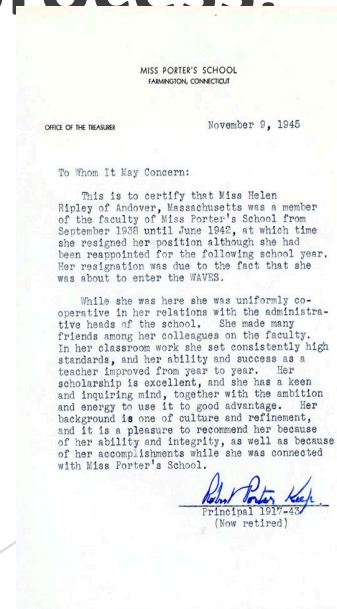 MISS PORTER'S SCHOOL
FARMINGTON, CONNECTICUT
OFFICE OF THE TREASURER
November 9, 1945
To Whom It May Concern:
This is to certify that Miss Helen
Ripley of Andover, Massachusetts was a member
of the faculty of Miss Porter's School from
September 1938 until June 1942, at which time
she resigned her position although she had
been reappointed for the following school year.
Her resignation was due to the fact that she
was about to enter the WAVES.
While she was here she was uniformly co-
operative in her relations with the administra-
tive heads of the school. She made many
friends among her colleagues on the faculty.
In her classroom work she set consistently high
standards, and her ability and success as a
teacher improved from year to year. Her
scholarship is excellent, and she has a keen
and inquiring mind, together with the ambition
and energy to use it to good advantage. Her
background is one of culture and refinement,
and it is a pleasure to recommend her because
of her ability and integrity, as well as because
of her accomplishments while she was connected
with Miss Porter's School.
Robert Porter Keep.
Principal 1917-43
(Now retired)